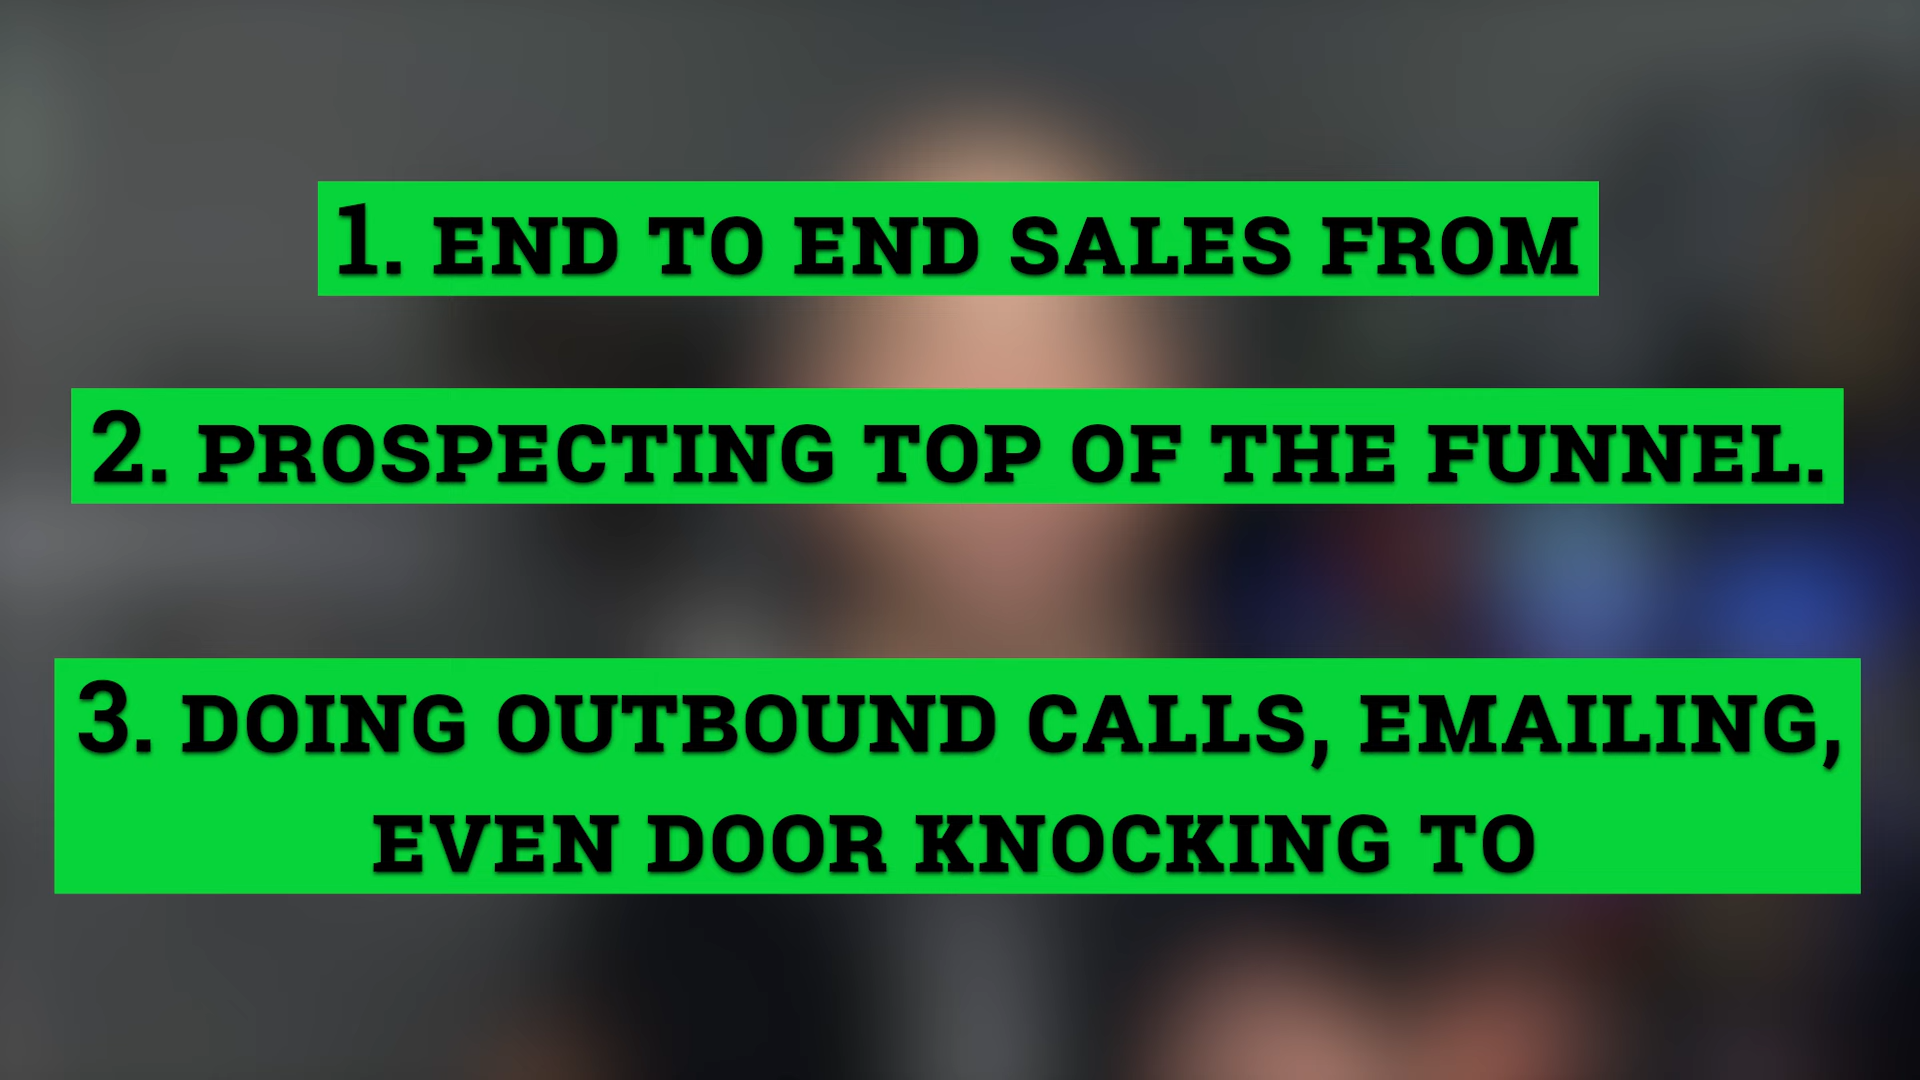 1. END TO END SALES FROM
2. PROSPECTING TOP OF THE FUNNEL.
3. DOING OUTBOUND CALLS, EMAILING,
EVEN DOOR KNOCKING TO